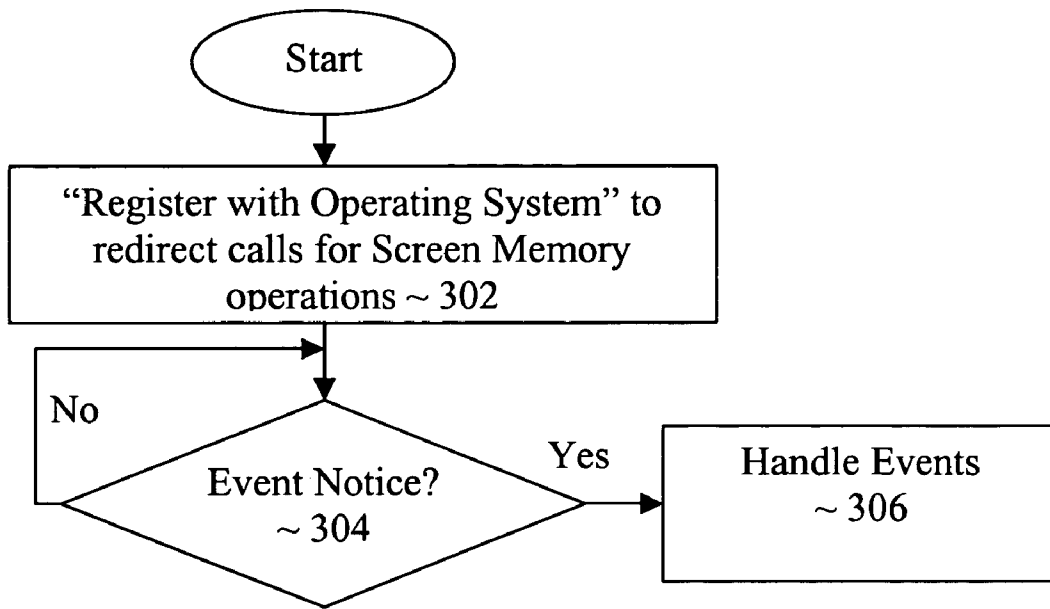 Start
“Register with Operating System” to
redirect calls for Screen Memory
operations ~ 302
No
Yes
Event Notice?
~ 304
Handle Events
~ 306